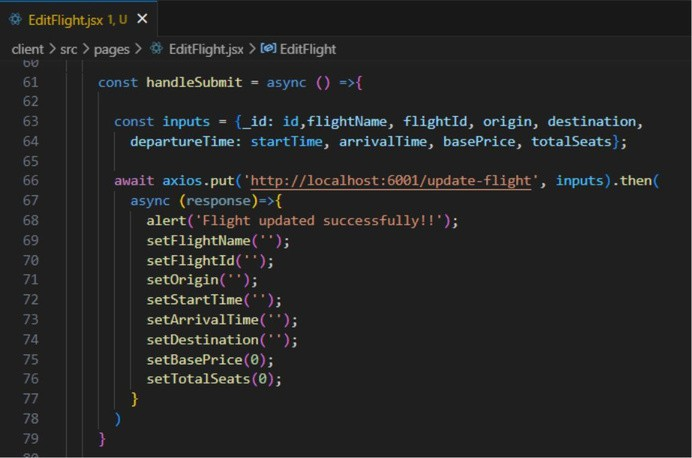 EditFlight.jsx 1, U
client > src > pages > EditFlight.jsx > EditFlight
60
61 const handleSubmit = async () =>{
62
63 const inputs = {_id: id,flightName, flightId, origin, destination,
64 departureTime: startTime, arrivalTime, basePrice, totalSeats};
65
66 await axios.put('http://localhost:6001/update-flight', inputs).then(
67 async (response)=>{
68 alert('Flight updated successfully!!');
69 setFlightName('');
70 setFlightId('');
71 setOrigin('');
72 setStartTime('');
73 setArrivalTime('');
74 setDestination('');
75 setBasePrice(0);
76 setTotalSeats(0);
77 }
78 )
79 }